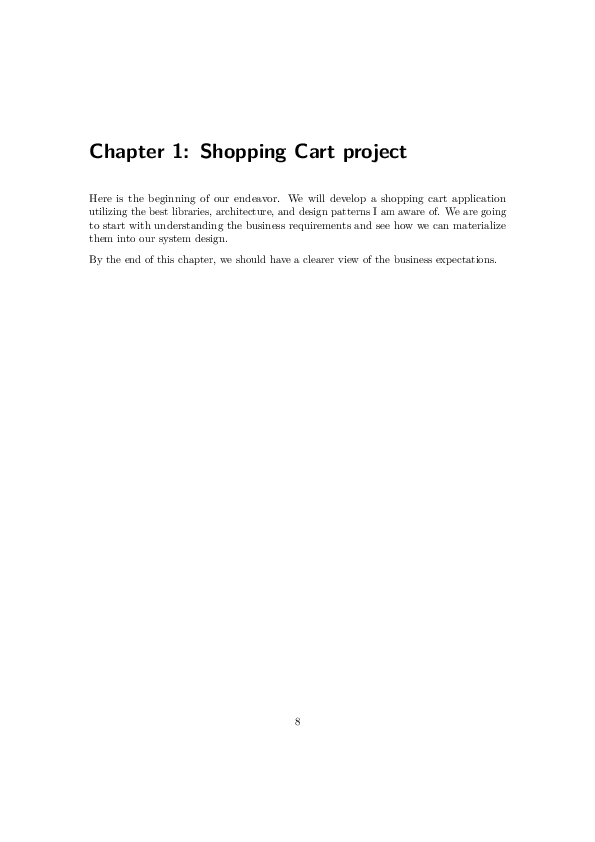 Chapter 1: Shopping Cart project
Here is the beginning of our endeavor. We will develop a shopping cart application
utilizing the best libraries, architecture, and design patterns I am aware of. We are going
to start with understanding the business requirements and see how we can materialize
them into our system design.
By the end of this chapter, we should have a clearer view of the business expectations.
8